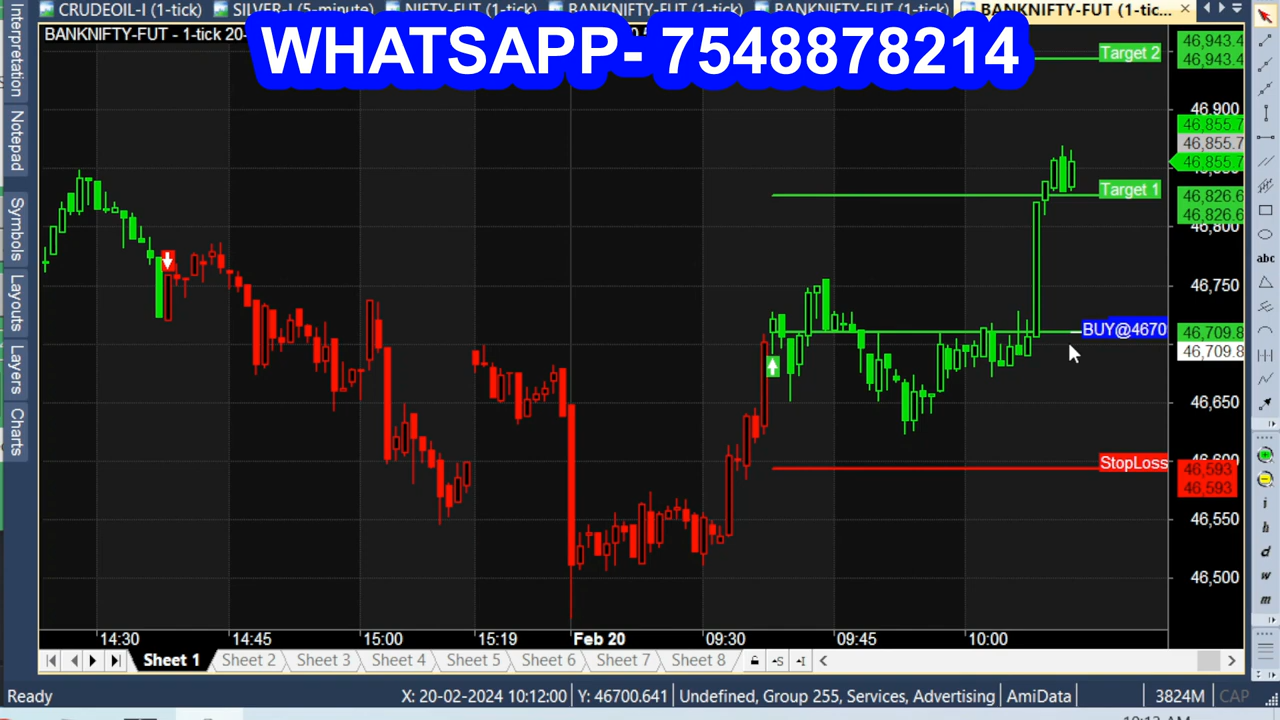 CRUDEOIL-I (1-tick) SILVER-I (5-minute) NIFTY-FUT (1-tick) BANKNIFTY-FUT (1-tick) BANKNIFTY-FUT (1-tick) BANKNIFTY-FUT (1-tic...
BANKNIFTY-FUT - 1-tick 20-
WHATSAPP- 7548878214
Interpretation
Notepad
Symbols
Layouts
Layers
Charts
Target 2
46,943.4
46,943.4
46,900
46,855.7
46,855.7
46,855.7
Target 1
46,826.6
46,826.6
46,800
46,750
BUY@4670
46,709.8
46,709.8
46,650
StopLoss
46,600
46,593
46,593
46,550
46,500
14:30 14:45 15:00 15:19 Feb 20 09:30 09:45 10:00
Sheet 1 Sheet 2 Sheet 3 Sheet 4 Sheet 5 Sheet 6 Sheet 7 Sheet 8
Ready X: 20-02-2024 10:12:00 Y: 46700.641 Undefined, Group 255, Services, Advertising AmiData 3824M CAP
abc
i
h
d
w
m